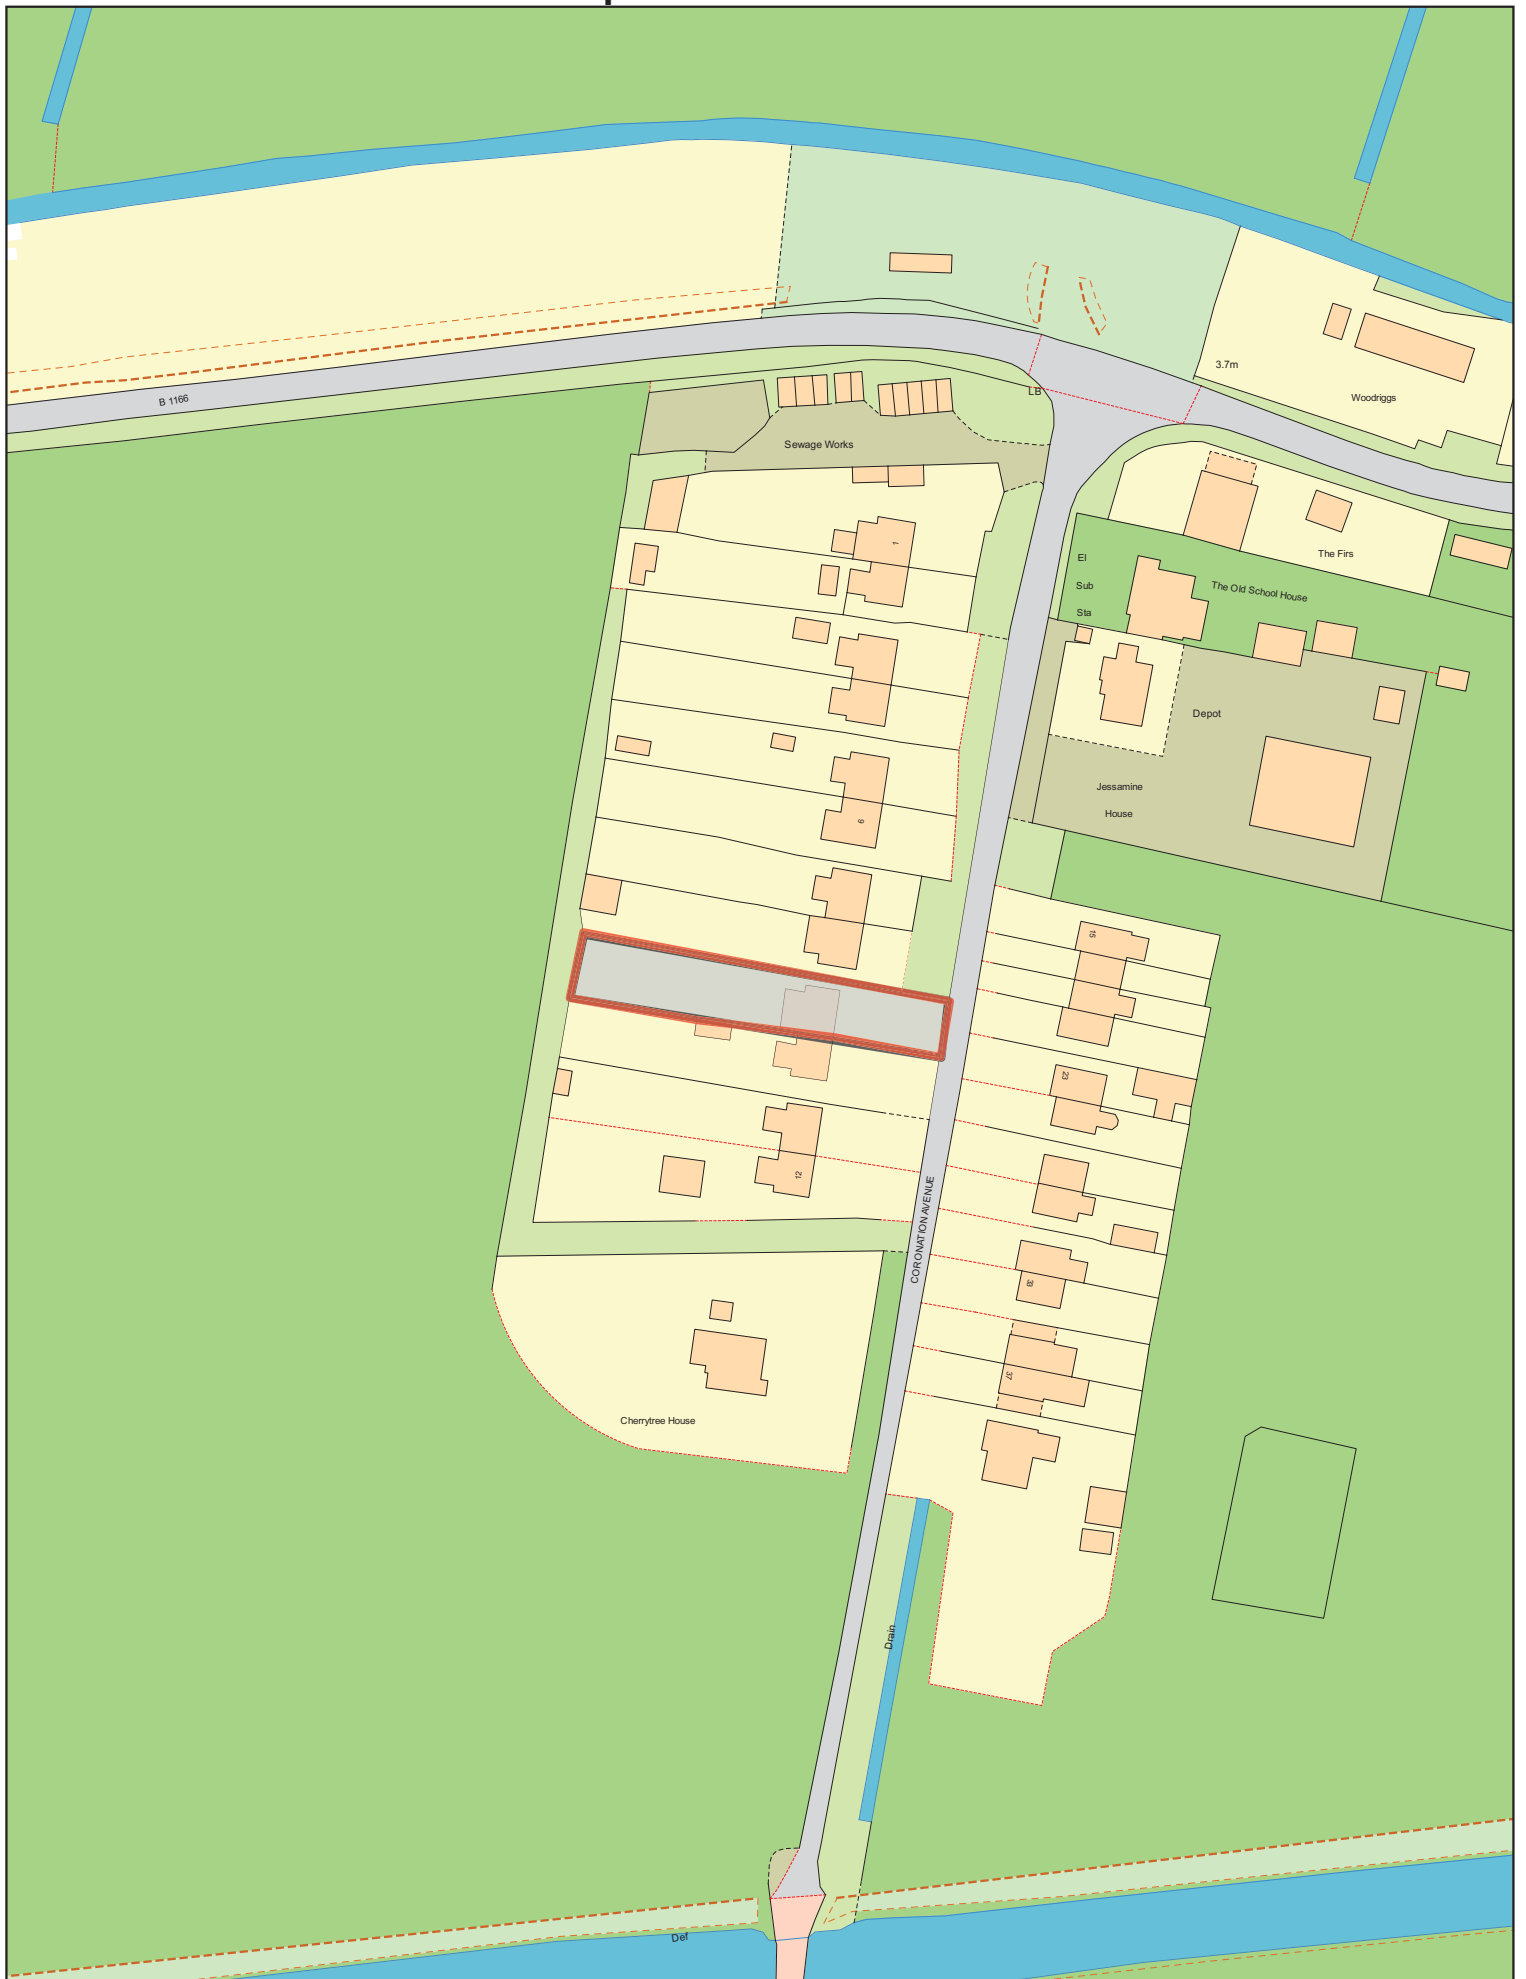 3.7m
LB
B 1166
Woodriggs
Sewage Works
1
The Firs
El
Sub
Sta
The Old School House
Depot
Jessamine
House
6
15
23
12
CORONATION AVENUE
33
37
Cherrytree House
Drain
Def